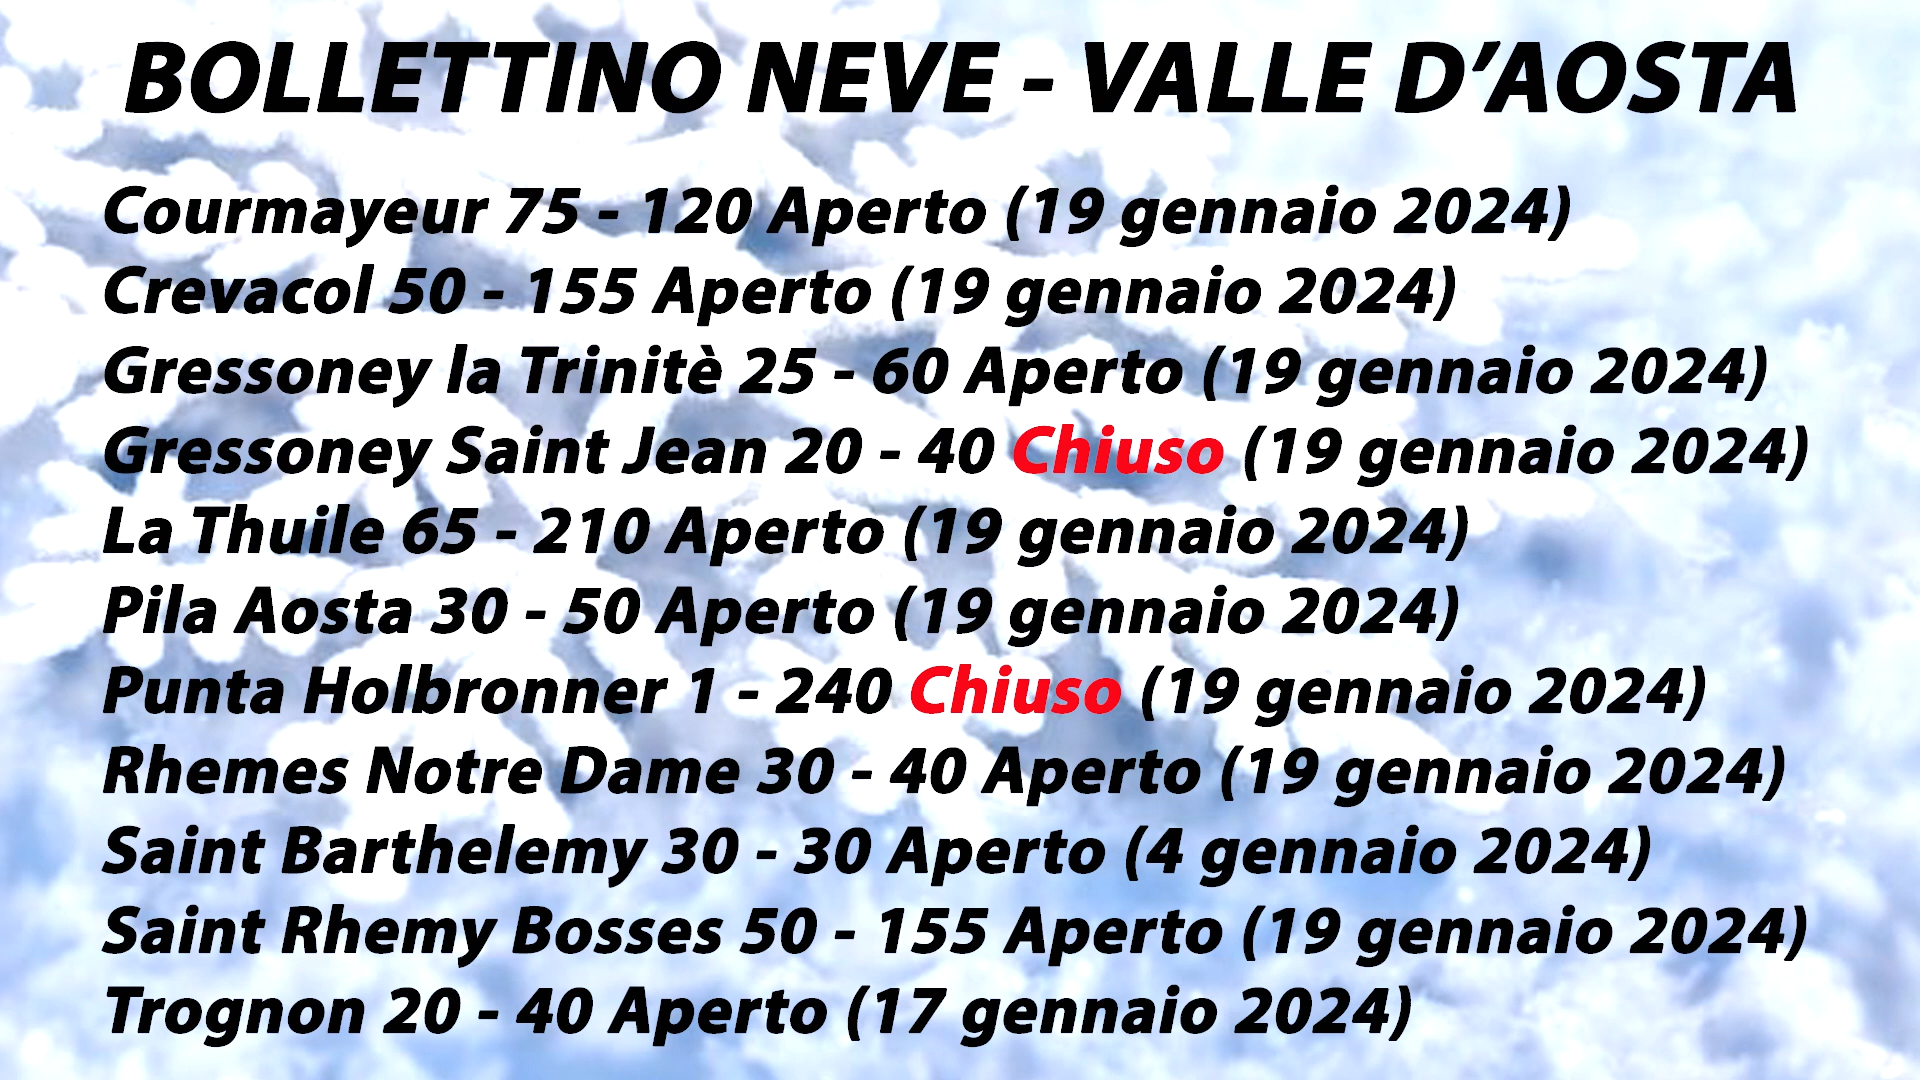 BOLLETTINO NEVE - VALLE D’AOSTA
Courmayeur 75 - 120 Aperto (19 gennaio 2024)
Crevacol 50 - 155 Aperto (19 gennaio 2024)
Gressoney la Trinitè 25 - 60 Aperto (19 gennaio 2024)
Gressoney Saint Jean 20 - 40 Chiuso (19 gennaio 2024)
La Thuile 65 - 210 Aperto (19 gennaio 2024)
Pila Aosta 30 - 50 Aperto (19 gennaio 2024)
Punta Holbronner 1 - 240 Chiuso (19 gennaio 2024)
Rhemes Notre Dame 30 - 40 Aperto (19 gennaio 2024)
Saint Barthelemy 30 - 30 Aperto (4 gennaio 2024)
Saint Rhemy Bosses 50 - 155 Aperto (19 gennaio 2024)
Trognon 20 - 40 Aperto (17 gennaio 2024)